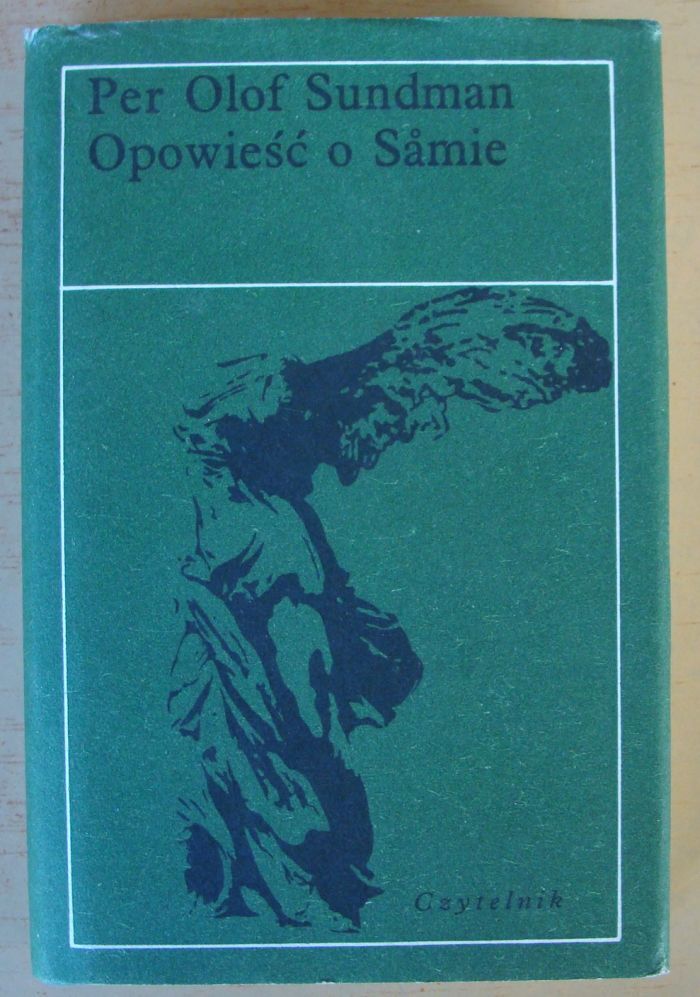 Per Olof Sundman
Opowieść o Såmie
Czytelnik